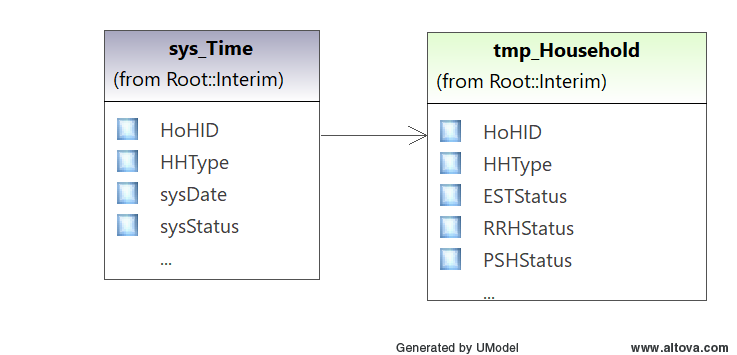 sys_Time
(from Root::Interim)
HoHID
HHType
sysDate
sysStatus
...
tmp_Household
(from Root::Interim)
HoHID
HHType
ESTStatus
RRHStatus
PSHStatus
...
Generated by UModel
www.altova.com